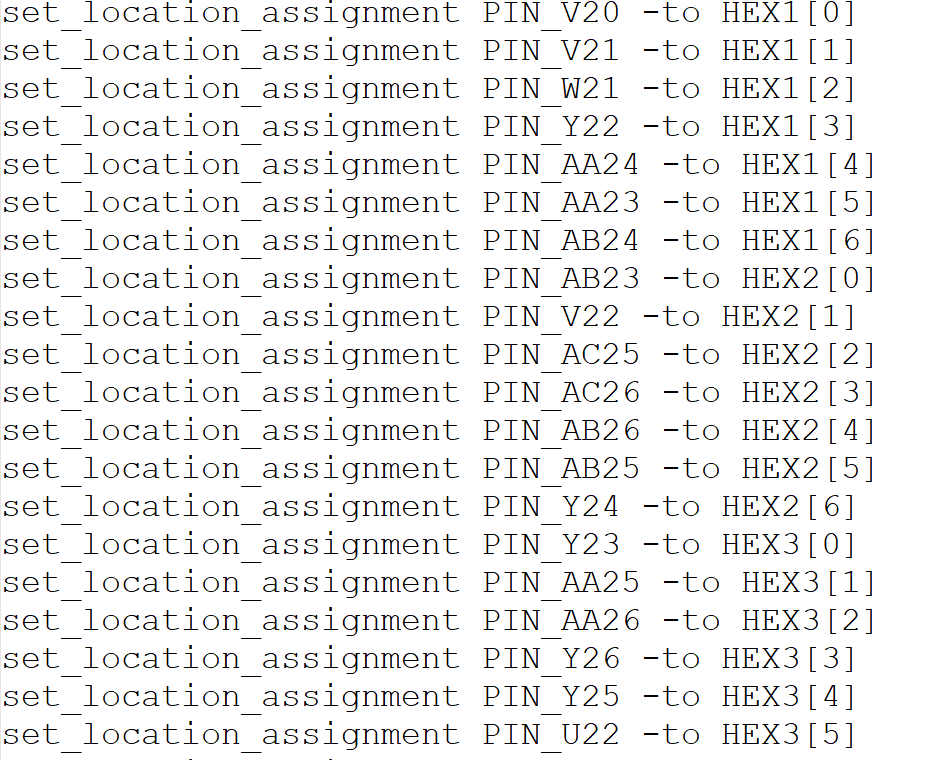 set_location_assignment PIN_V20 -to HEX1[0]
set_location_assignment PIN_V21 -to HEX1[1]
set_location_assignment PIN_W21 -to HEX1[2]
set_location_assignment PIN_Y22 -to HEX1[3]
set_location_assignment PIN_AA24 -to HEX1[4]
set_location_assignment PIN_AA23 -to HEX1[5]
set_location_assignment PIN_AB24 -to HEX1[6]
set_location_assignment PIN_AB23 -to HEX2[0]
set_location_assignment PIN_V22 -to HEX2[1]
set_location_assignment PIN_AC25 -to HEX2[2]
set_location_assignment PIN_AC26 -to HEX2[3]
set_location_assignment PIN_AB26 -to HEX2[4]
set_location_assignment PIN_AB25 -to HEX2[5]
set_location_assignment PIN_Y24 -to HEX2[6]
set_location_assignment PIN_Y23 -to HEX3[0]
set_location_assignment PIN_AA25 -to HEX3[1]
set_location_assignment PIN_AA26 -to HEX3[2]
set_location_assignment PIN_Y26 -to HEX3[3]
set_location_assignment PIN_Y25 -to HEX3[4]
set_location_assignment PIN_U22 -to HEX3[5]